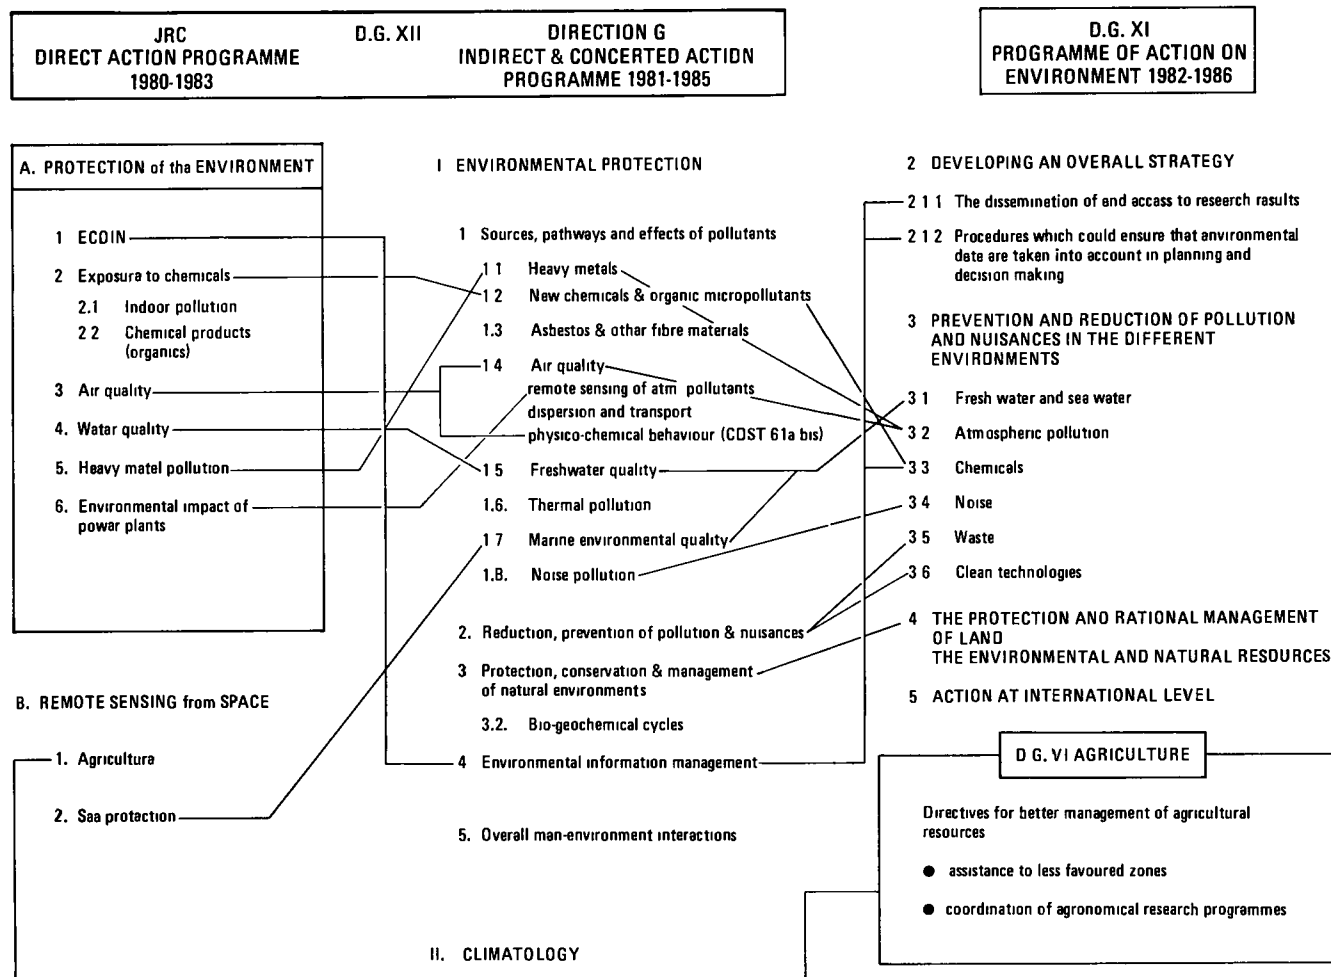 JRC
DIRECT ACTION PROGRAMME
1980-1983
D.G. XII
DIRECTION G
INDIRECT & CONCERTED ACTION
PROGRAMME 1981-1985
D.G. XI
PROGRAMME OF ACTION ON
ENVIRONMENT 1982-1986
A. PROTECTION of tha ENVIRONMENT
1 ECDIN
2 Exposure to chemicals
2.1 Indoor pollution
2 2 Chemical products
(organics)
3 Air quality
4. Watar quality
5. Heavy matel pollution
6. Environmental impact of
powar plants
B. REMOTE SENSING from SPACE
1. Agricultura
2. Saa protaction
I ENVIRONMENTAL PROTECTION
1 Sources, pathways and effects of pollutants
1 1 Heavy metals
1 2 New chemicals & organic micropollutants
1.3 Asbestos & othar fibre materials
1 4 Air quality
remote sensing of atm pollutants
dispersion and transport
physico-chemical behaviour (CDST 61a bis)
1 5 Freshwater quality
1.6. Thermal pollution
1 7 Marine environmental quality
1.B. Noise pollution
2. Reduction, prevention of pollution & nuisances
3 Protection, conservation & management
of natural environments
3.2. Bio-geochemical cycles
4 Environmental information management
5. Overall man-environment interactions
II. CLIMATOLOGY
2 DEVELOPING AN OVERALL STRATEGY
2 1 1 The dissemination of end access to reseerch rasults
2 1 2 Procedures which could ensure that anvironmental
date are taken into account in planning and
decision making
3 PREVENTION AND REDUCTION OF POLLUTION
AND NUISANCES IN THE DIFFERENT
ENVIRONMENTS
3 1 Fresh water and sea water
3 2 Atmospheric pollution
3 3 Chemicals
3 4 Noise
3 5 Waste
3 6 Clean technologies
4 THE PROTECTION ANO RATIONAL MANAGEMENT
OF LAND
THE ENVIRONMENTAL AND NATURAL RESOURCES
5 ACTION AT INTERNATIONAL LEVEL
D G. VI AGRICULTURE
Directives for better management of agricultural
resources
● assistance to less favoured zones
● coordination of agronomical research programmes